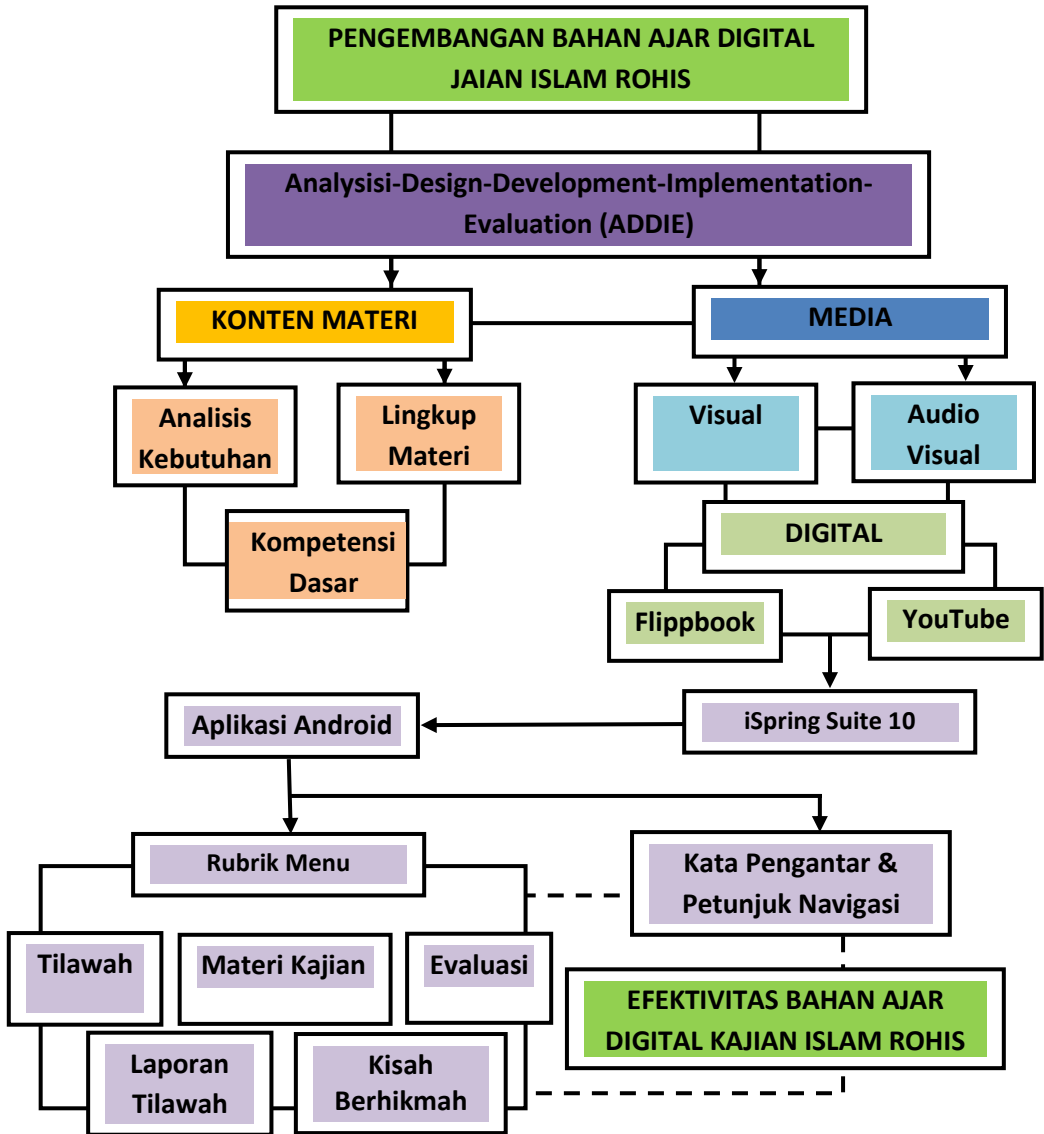 PENGEMBANGAN BAHAN AJAR DIGITAL
JAIAN ISLAM ROHIS
Analysisi-Design-Development-Implementation-
Evaluation (ADDIE)
KONTEN MATERI
MEDIA
Analisis
Kebutuhan
Lingkup
Materi
Visual
Audio
Visual
Kompetensi
Dasar
DIGITAL
Flippbook
YouTube
Aplikasi Android
iSpring Suite 10
Rubrik Menu
Kata Pengantar &
Petunjuk Navigasi
Tilawah
Materi Kajian
Evaluasi
EFEKTIVITAS BAHAN AJAR
DIGITAL KAJIAN ISLAM ROHIS
Laporan
Tilawah
Kisah
Berhikmah